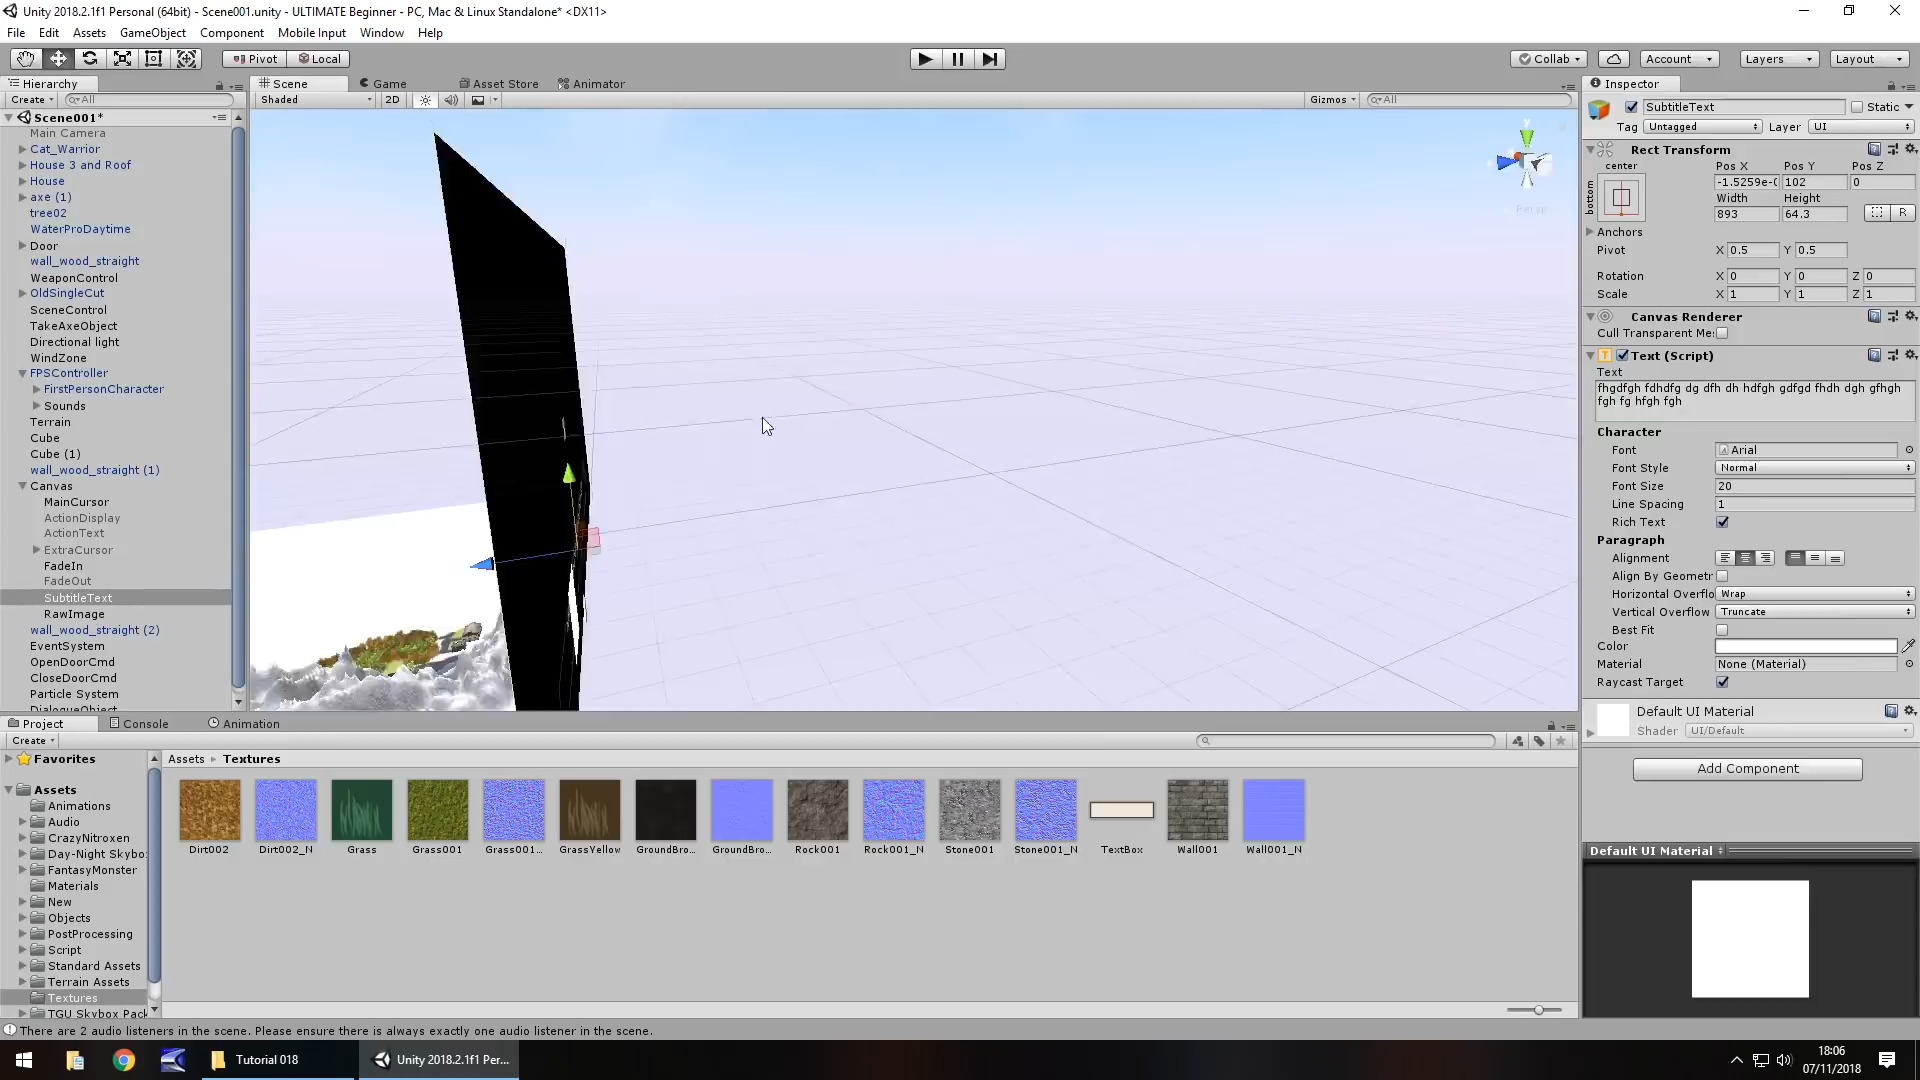 Unity 2018.2.1f1 Personal (64bit) - Scene001.unity - ULTIMATE Beginner - PC, Mac & Linux Standalone* <DX11>
File Edit Assets GameObject Component Mobile Input Window Help
Pivot Local Collab Account Layers Layout
Hierarchy
Create All
Scene001*
Main Camera
Cat_Warrior
House 3 and Roof
House
axe (1)
tree02
WaterProDaytime
Door
wall_wood_straight
WeaponControl
OldSingleCut
SceneControl
TakeAxeObject
Directional light
WindZone
FPSController
FirstPersonCharacter
Sounds
Terrain
Cube
Cube (1)
wall_wood_straight (1)
Canvas
MainCursor
ActionDisplay
ActionText
ExtraCursor
FadeIn
FadeOut
SubtitleText
RawImage
wall_wood_straight (2)
EventSystem
OpenDoorCmd
CloseDoorCmd
Particle System
DialogueObject
Scene Game Asset Store Animator
Shaded 2D Gizmos All
y
Persp
Inspector
SubtitleText Static
Tag Untagged Layer UI
Rect Transform
center Pos X Pos Y Pos Z
bottom -1.5259e-( 102 0
Width Height
893 64.3 R
Anchors
Pivot X 0.5 Y 0.5
Rotation X 0 Y 0 Z 0
Scale X 1 Y 1 Z 1
Canvas Renderer
Cull Transparent Me:
Text (Script)
Text
fhgdfgh fdhdfg dg dfh dh hdfgh gdfgd fhdh dgh gfhgh
fgh fg hfgh fgh
Character
Font Arial
Font Style Normal
Font Size 20
Line Spacing 1
Rich Text
Paragraph
Alignment
Align By Geometr
Horizontal Overflo Wrap
Vertical Overflow Truncate
Best Fit
Color
Material None (Material)
Raycast Target
Default UI Material
Shader UI/Default
Add Component
Default UI Material
Project Console Animation
Create
Favorites
Assets
Animations
Audio
CrazyNitroxen
Day-Night Skybo:
FantasyMonster
Materials
New
Objects
PostProcessing
Script
Standard Assets
Terrain Assets
Textures
TGU Skybox Pack
Assets Textures
Dirt002 Dirt002_N Grass Grass001 Grass001... GrassYellow GroundBro... GroundBro... Rock001 Rock001_N Stone001 Stone001_N TextBox Wall001 Wall001_N
There are 2 audio listeners in the scene. Please ensure there is always exactly one audio listener in the scene.
Tutorial 018 Unity 2018.2.1f1 Per...
18:06
07/11/2018